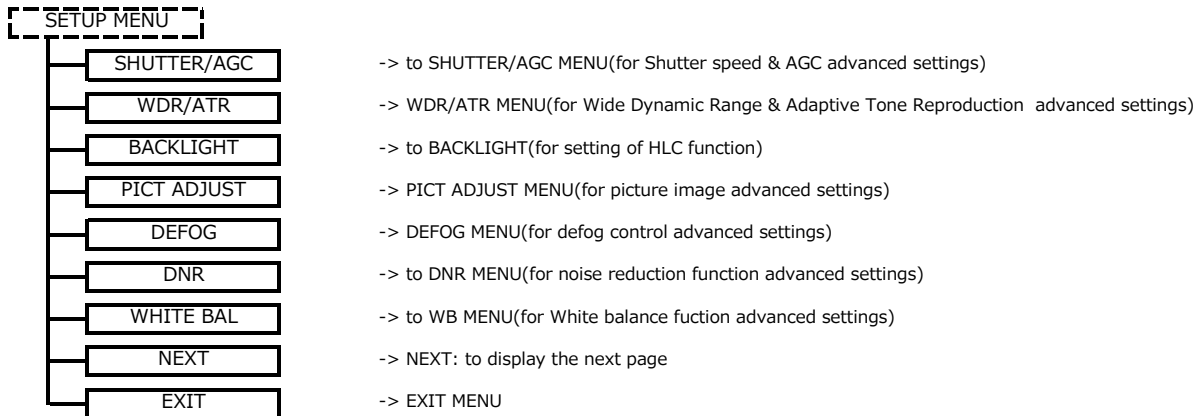 SETUP MENU
SHUTTER/AGC -> to SHUTTER/AGC MENU(for Shutter speed & AGC advanced settings)
WDR/ATR -> WDR/ATR MENU(for Wide Dynamic Range & Adaptive Tone Reproduction advanced settings)
BACKLIGHT -> to BACKLIGHT(for setting of HLC function)
PICT ADJUST -> PICT ADJUST MENU(for picture image advanced settings)
DEFOG -> DEFOG MENU(for defog control advanced settings)
DNR -> to DNR MENU(for noise reduction function advanced settings)
WHITE BAL -> to WB MENU(for White balance fuction advanced settings)
NEXT -> NEXT: to display the next page
EXIT -> EXIT MENU